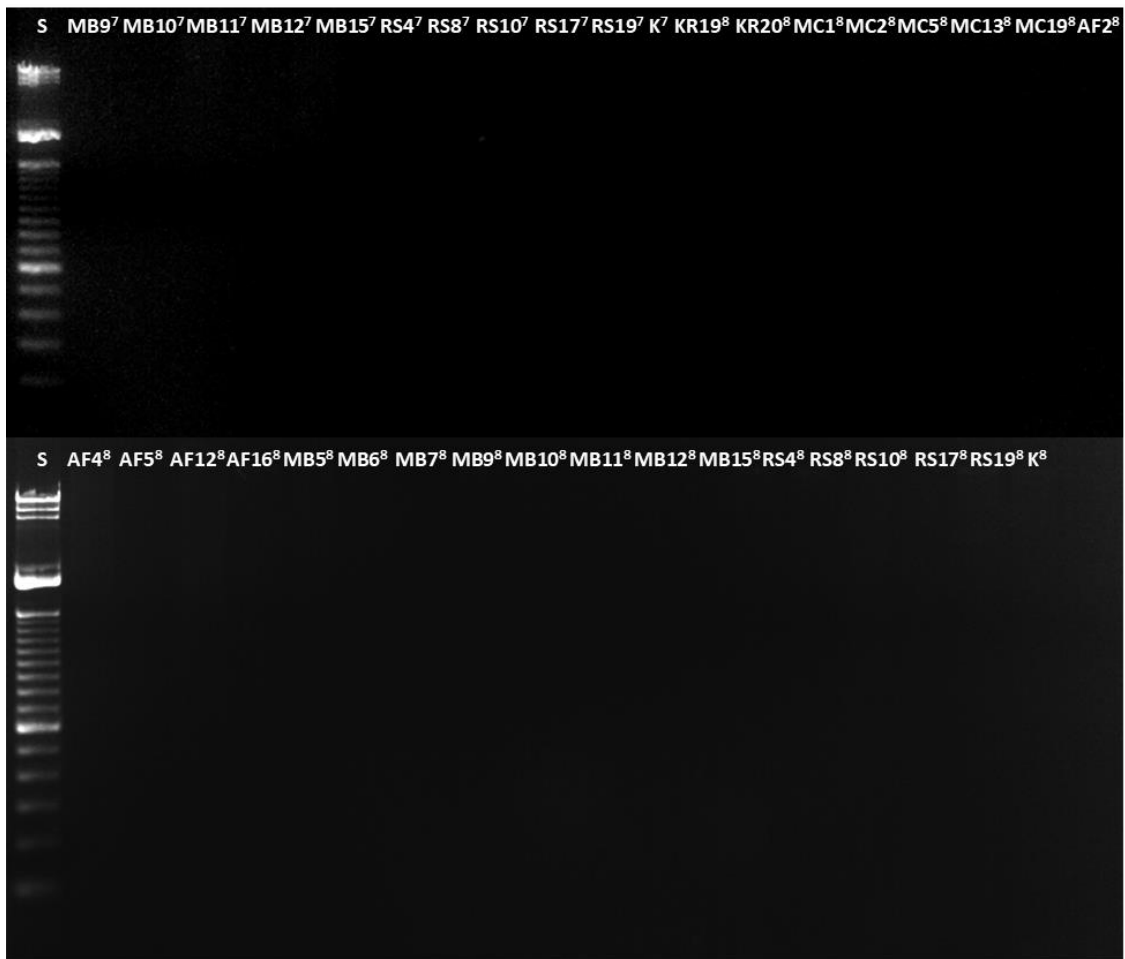 S MB9⁷ MB10⁷ MB11⁷ MB12⁷ MB15⁷ RS4⁷ RS8⁷ RS10⁷ RS17⁷ RS19⁷ K⁷ KR19⁸ KR20⁸ MC1⁸ MC2⁸ MC5⁸ MC13⁸ MC19⁸ AF2⁸
S AF4⁸ AF5⁸ AF12⁸ AF16⁸ MB5⁸ MB6⁸ MB7⁸ MB9⁸ MB10⁸ MB11⁸ MB12⁸ MB15⁸ RS4⁸ RS8⁸ RS10⁸ RS17⁸ RS19⁸ K⁸